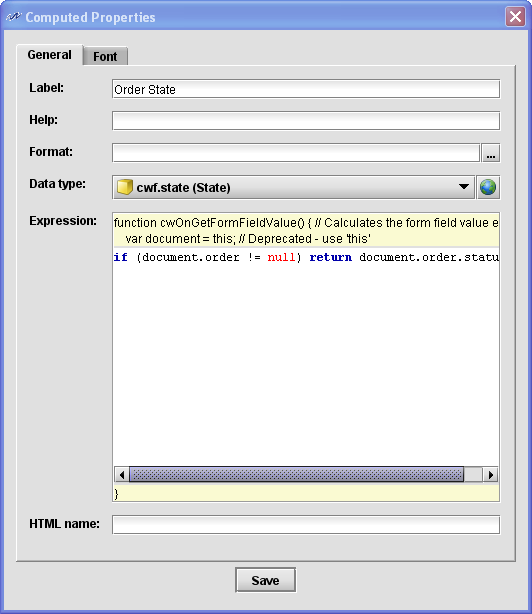 Computed Properties
General
Font
Label:
Order State
Help:
Format:
...
Data type:
cwf.state (State)
Expression:
function cwOnGetFormFieldValue() { // Calculates the form field value e
var document = this; // Deprecated - use 'this'
if (document.order != null) return document.order.statu
}
HTML name:
Save